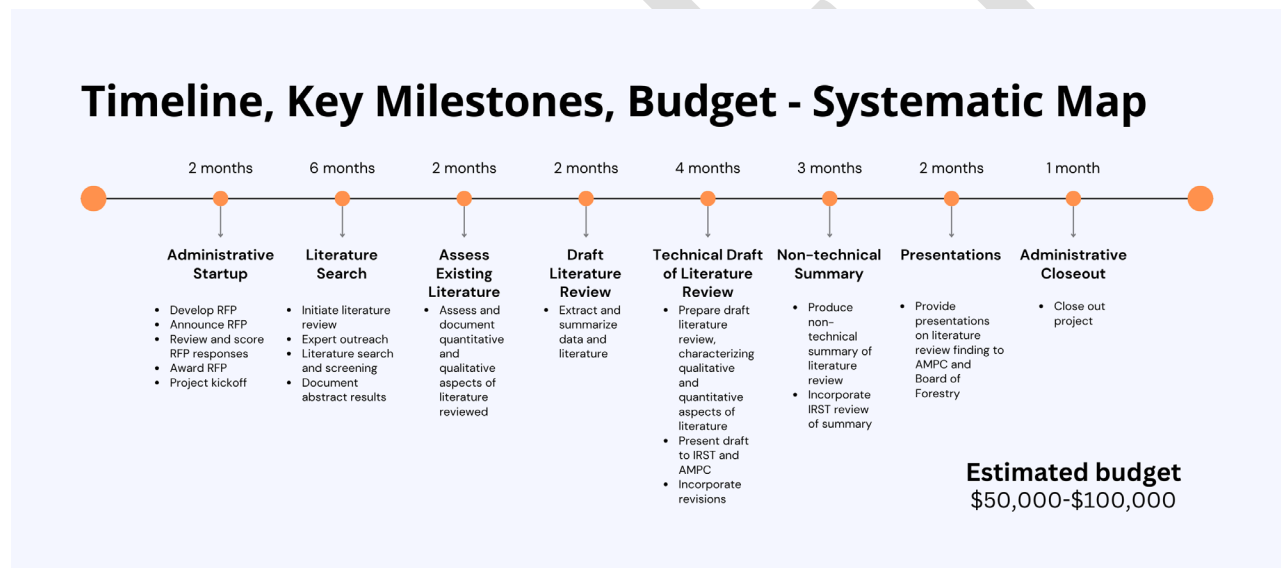 Timeline, Key Milestones, Budget - Systematic Map
2 months
6 months
2 months
2 months
4 months
3 months
2 months
1 month
Administrative
Startup
• Develop RFP
• Announce RFP
• Review and score
RFP responses
• Award RFP
• Project kickoff
Literature
Search
• Initiate literature
review
• Expert outreach
• Literature search
and screening
• Document
abstract results
Assess
Existing
Literature
• Assess and
document
quantitative
and
qualitative
aspects of
literature
reviewed
Draft
Literature
Review
• Extract and
summarize
data and
literature
Technical Draft
of Literature
Review
• Prepare draft
literature
review,
characterizing
qualitative
and
quantitative
aspects of
literature
• Present draft
to IRST and
AMPC
• Incorporate
revisions
Non-technical
Summary
• Produce
non-
technical
summary of
literature
review
• Incorporate
IRST review
of summary
Presentations
• Provide
presentations
on literature
review finding to
AMPC and
Board of
Forestry
Administrative
Closeout
• Close out
project
Estimated budget
$50,000-$100,000